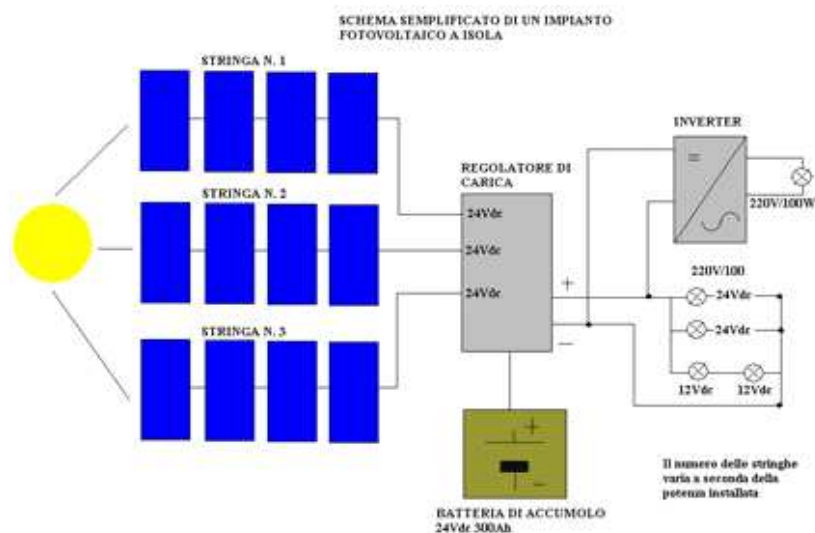 SCHEMA SEMPLIFICATO DI UN IMPIANTO
FOTOVOLTAICO A ISOLA
STRINGA N. 1
STRINGA N. 2
STRINGA N. 3
REGOLATORE DI
CARICA
24Vdc
24Vdc
24Vdc
+
–
INVERTER
=
220V/100W
220V/100
24Vdc
24Vdc
12Vdc
12Vdc
+
–
BATTERIA DI ACCUMOLO
24Vdc 300Ah
Il numero delle stringhe
varia a seconda della
potenza installata